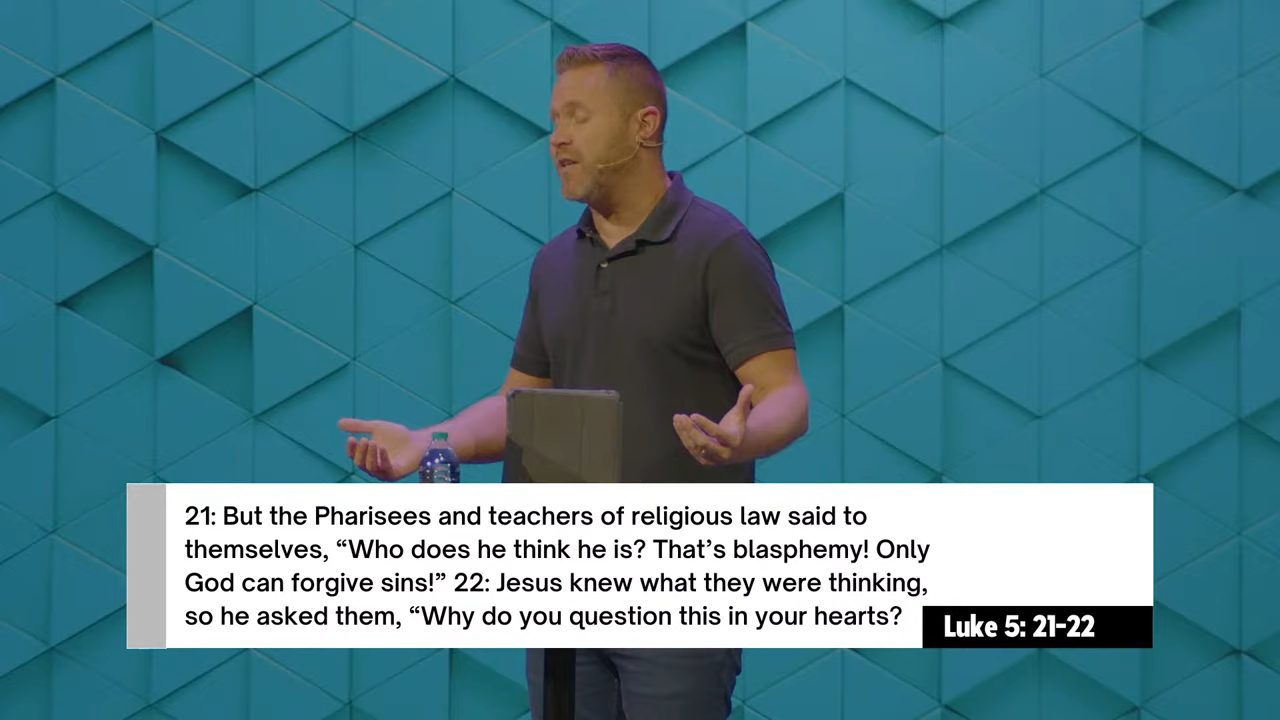 21: But the Pharisees and teachers of religious law said to
themselves, “Who does he think he is? That’s blasphemy! Only
God can forgive sins!” 22: Jesus knew what they were thinking,
so he asked them, “Why do you question this in your hearts?
Luke 5: 21-22